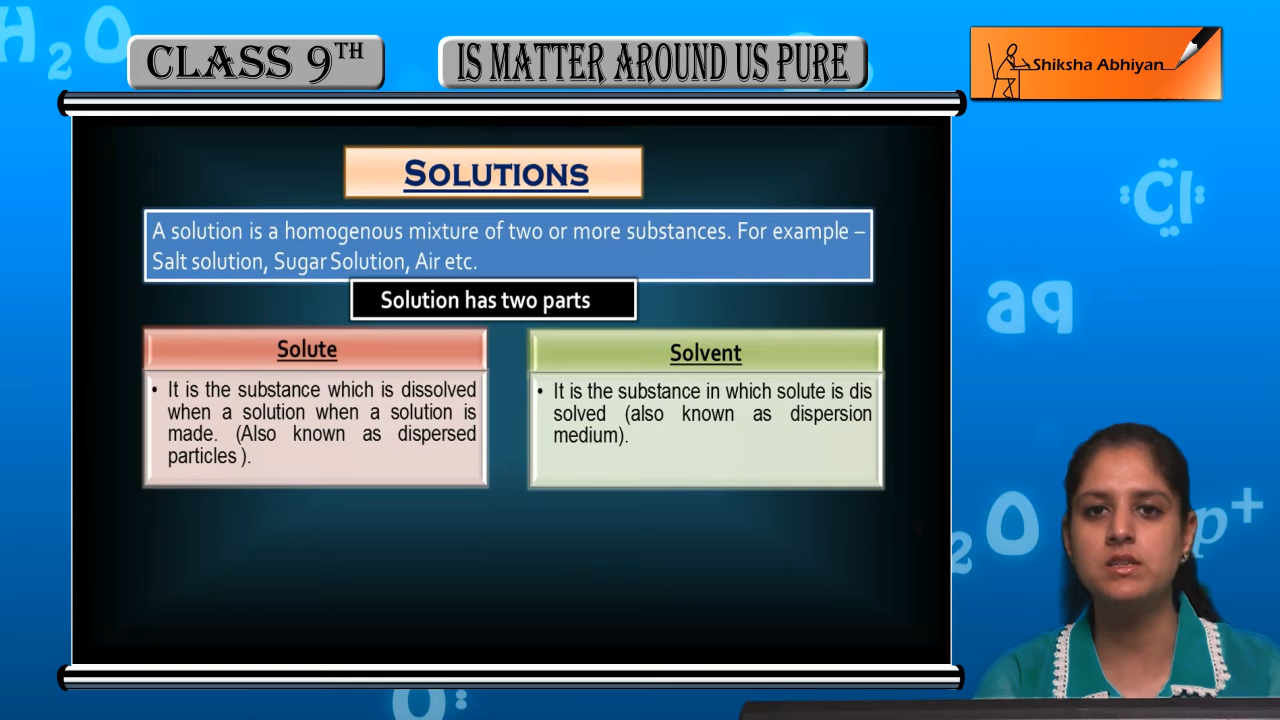 H₂O
CLASS 9TH
IS MATTER AROUND US PURE
Shiksha Abhiyan
SOLUTIONS
A solution is a homogenous mixture of two or more substances. For example –
Salt solution, Sugar Solution, Air etc.
Solution has two parts
Solute
• It is the substance which is dissolved
when a solution when a solution is
made. (Also known as dispersed
particles ).
Solvent
• It is the substance in which solute is dis
solved (also known as dispersion
medium).
:Cl:
aq
₂O
p+
O: